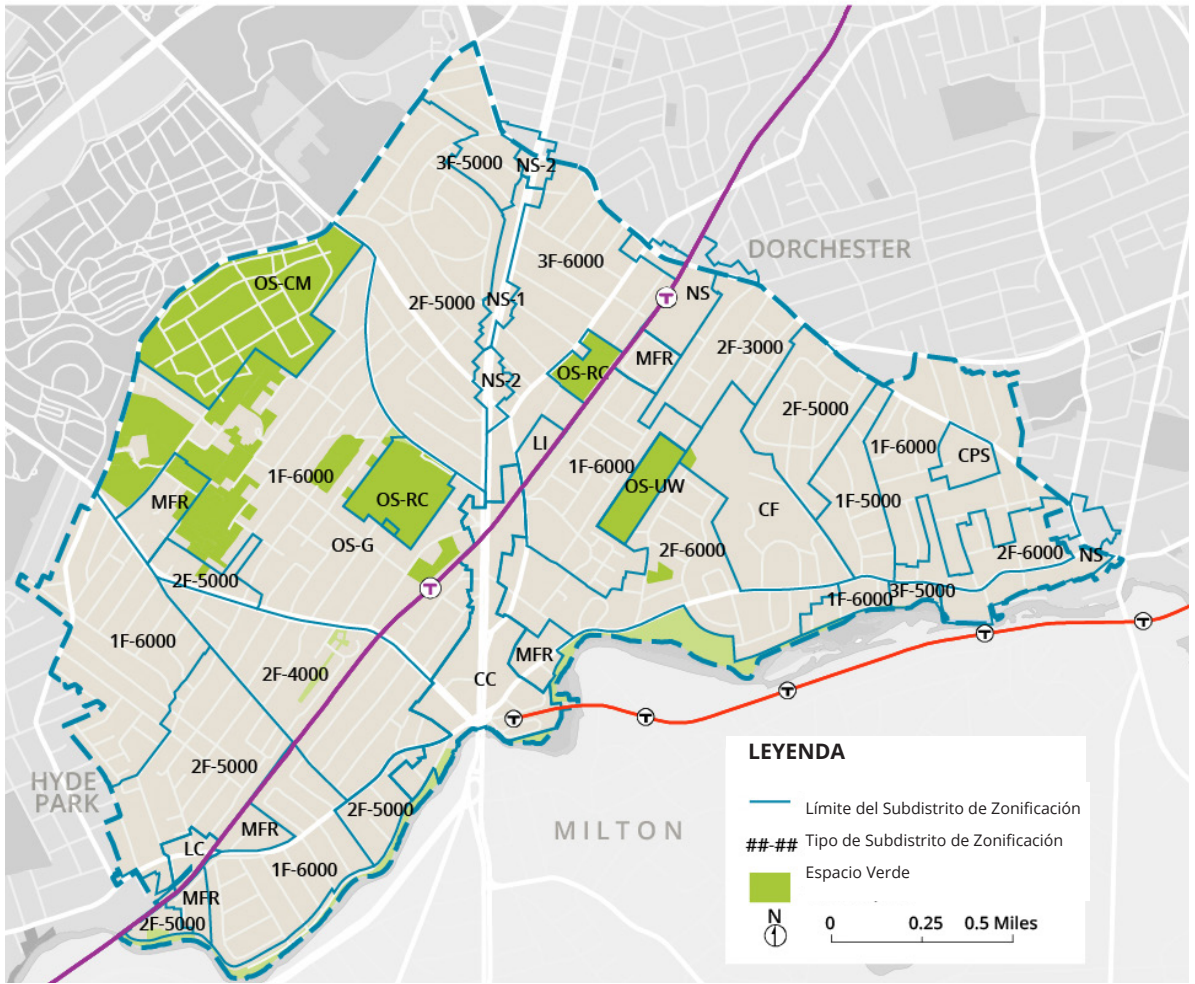 3F-5000
NS-2
DORCHESTER
3F-6000
OS-CM
2F-5000
NS-1
NS
2F-3000
MFR
OS-RC
NS-2
2F-5000
LI
1F-6000
CPS
1F-6000
1F-6000
OS-UW
MFR
OS-RC
1F-5000
CF
OS-G
2F-6000
2F-6000
NS
2F-5000
3F-5000
1F-6000
1F-6000
MFR
2F-4000
CC
T
T
T
T
T
T
T
2F-5000
HYDE
PARK
2F-5000
MFR
MILTON
LC
1F-6000
MFR
2F-5000
LEYENDA
Límite del Subdistrito de Zonificación
##-## Tipo de Subdistrito de Zonificación
Espacio Verde
N
0 0.25 0.5 Miles